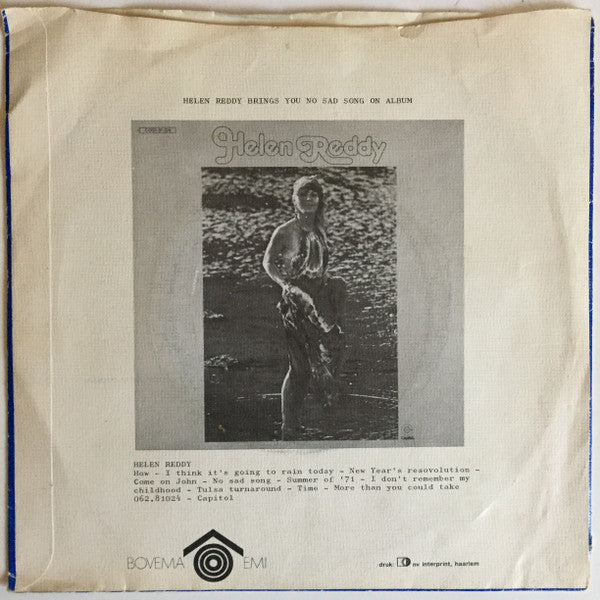 HELEN REDDY BRINGS YOU NO SAD SONG ON ALBUM
Helen Reddy
HELEN REDDY
How - I think it's going to rain today - New Year's resovolution -
Come on John - No sad song - Summer of '71 - I don't remember my
childhood - Tulsa turnaround - Time - More than you could take
062.81024 - Capitol
BOVEMA EMI
druk: nv interprint, haarlem